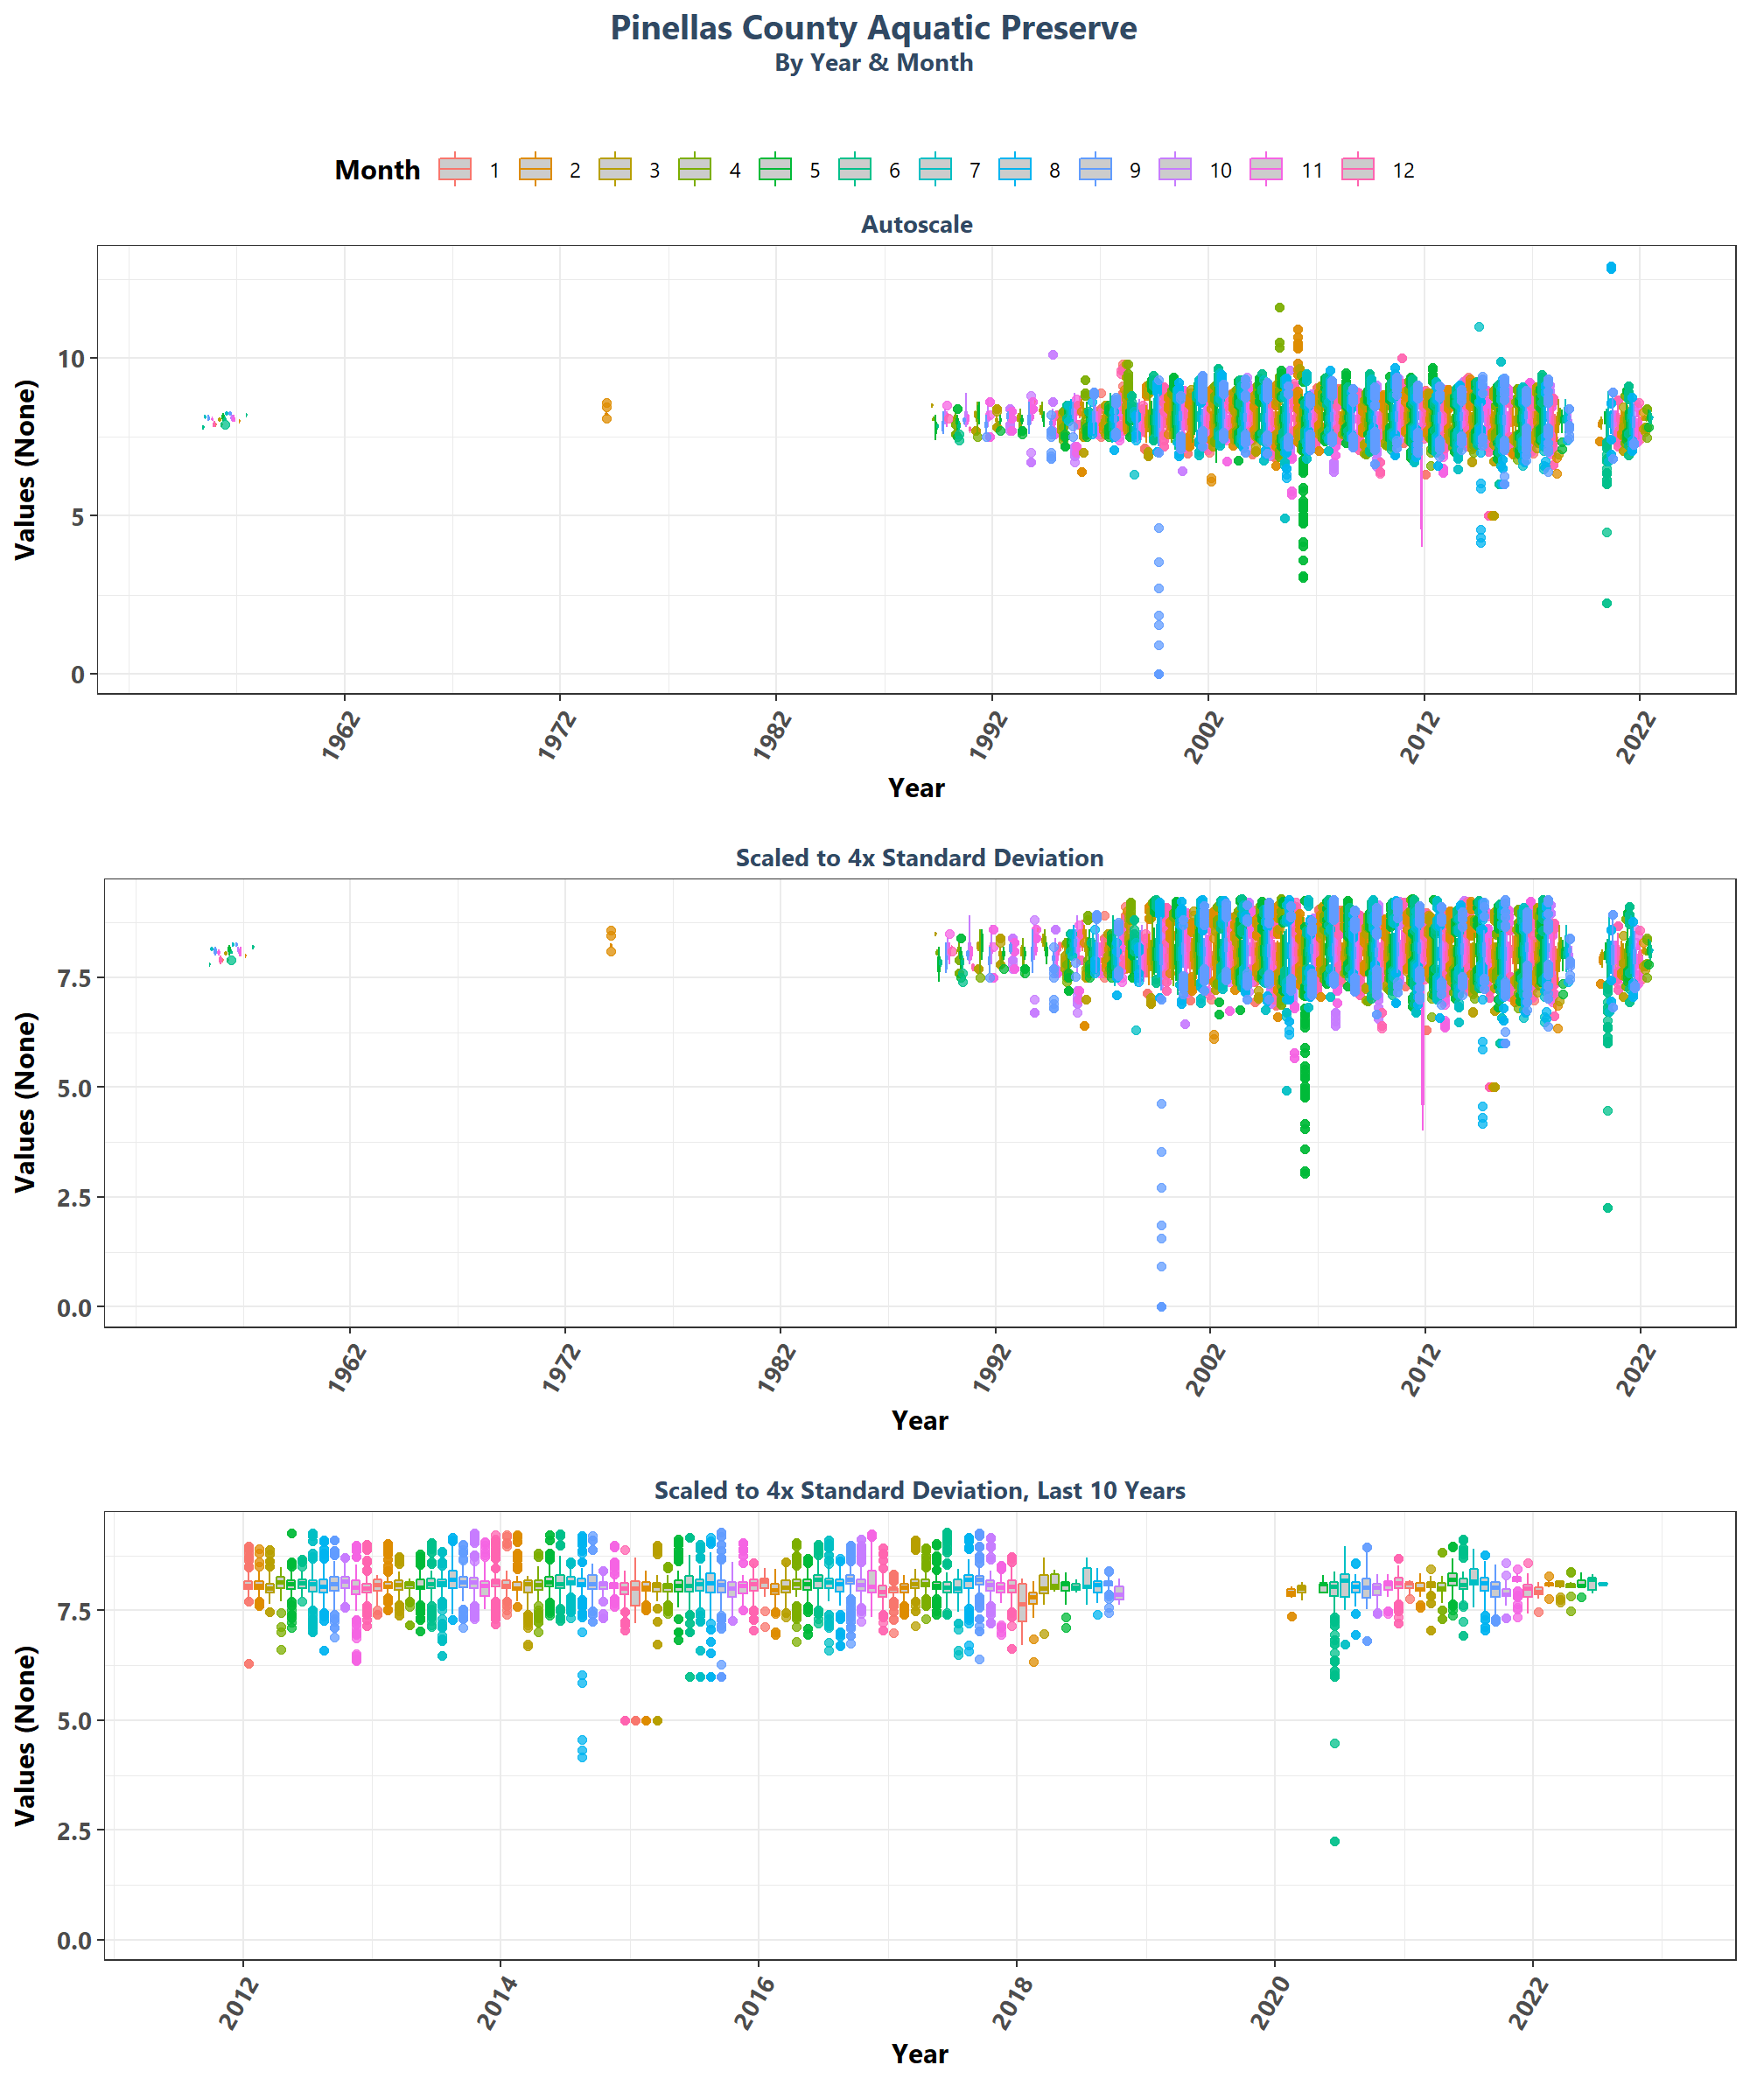 Pinellas County Aquatic Preserve
By Year & Month
Month 1 2 3 4 5 6 7 8 9 10 11 12
Autoscale
Values (None)
10
5
0
1962 1972 1982 1992 2002 2012 2022
Year
Scaled to 4x Standard Deviation
Values (None)
7.5
5.0
2.5
0.0
1962 1972 1982 1992 2002 2012 2022
Year
Scaled to 4x Standard Deviation, Last 10 Years
Values (None)
7.5
5.0
2.5
0.0
2012 2014 2016 2018 2020 2022
Year